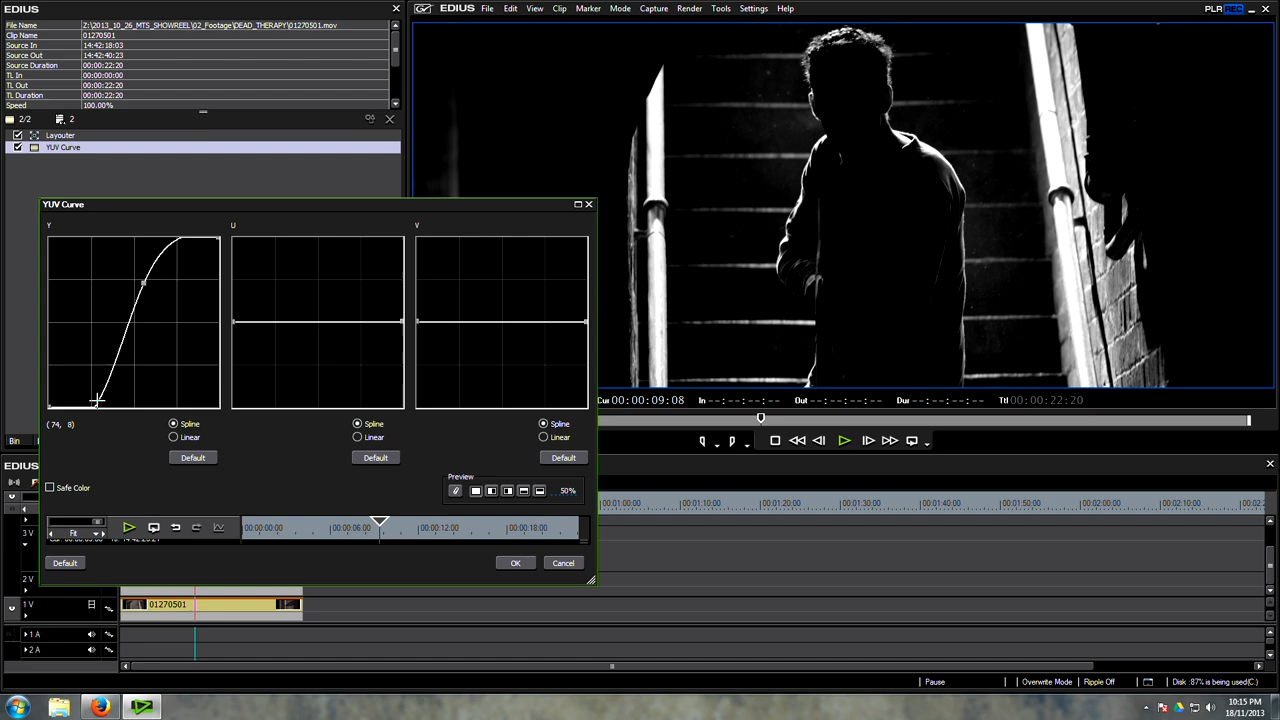 EDIUS
EDIUS File Edit View Clip Marker Mode Capture Render Tools Settings Help PLR REC
File Name Z:\2013_10_26_MTS_SHOWREEL\02_Footage\DEAD_THERAPY\01270501.mov
Clip Name 01270501
Source In 14:42:18:03
Source Out 14:42:40:23
Source Duration 00:00:22:20
TL In 00:00:00:00
TL Out 00:00:22:20
TL Duration 00:00:22:20
Speed 100.00%
2/2 2
Layouter
YUV Curve
YUV Curve
Y U V
Cur 00:00:09:08 In --:--:--:-- Out --:--:--:-- Dur --:--:--:-- Ttl 00:00:22:20
(74, 8)
Spline Spline Spline
Linear Linear Linear
Bin
Default Default Default
EDIUS
Preview
Safe Color
50%
00:01:00:00 00:01:10:00 00:01:20:00 00:01:30:00 00:01:40:00 00:01:50:00 00:02:00:00 00:02:10:00
Fit
00:00:00:00 00:00:06:00 00:00:12:00 00:00:18:00
3 V
Default OK Cancel
2 V
1 V 01270501
1 A
2 A
Pause Overwrite Mode Ripple Off Disk :87% is being used(C:)
10:15 PM
18/11/2013